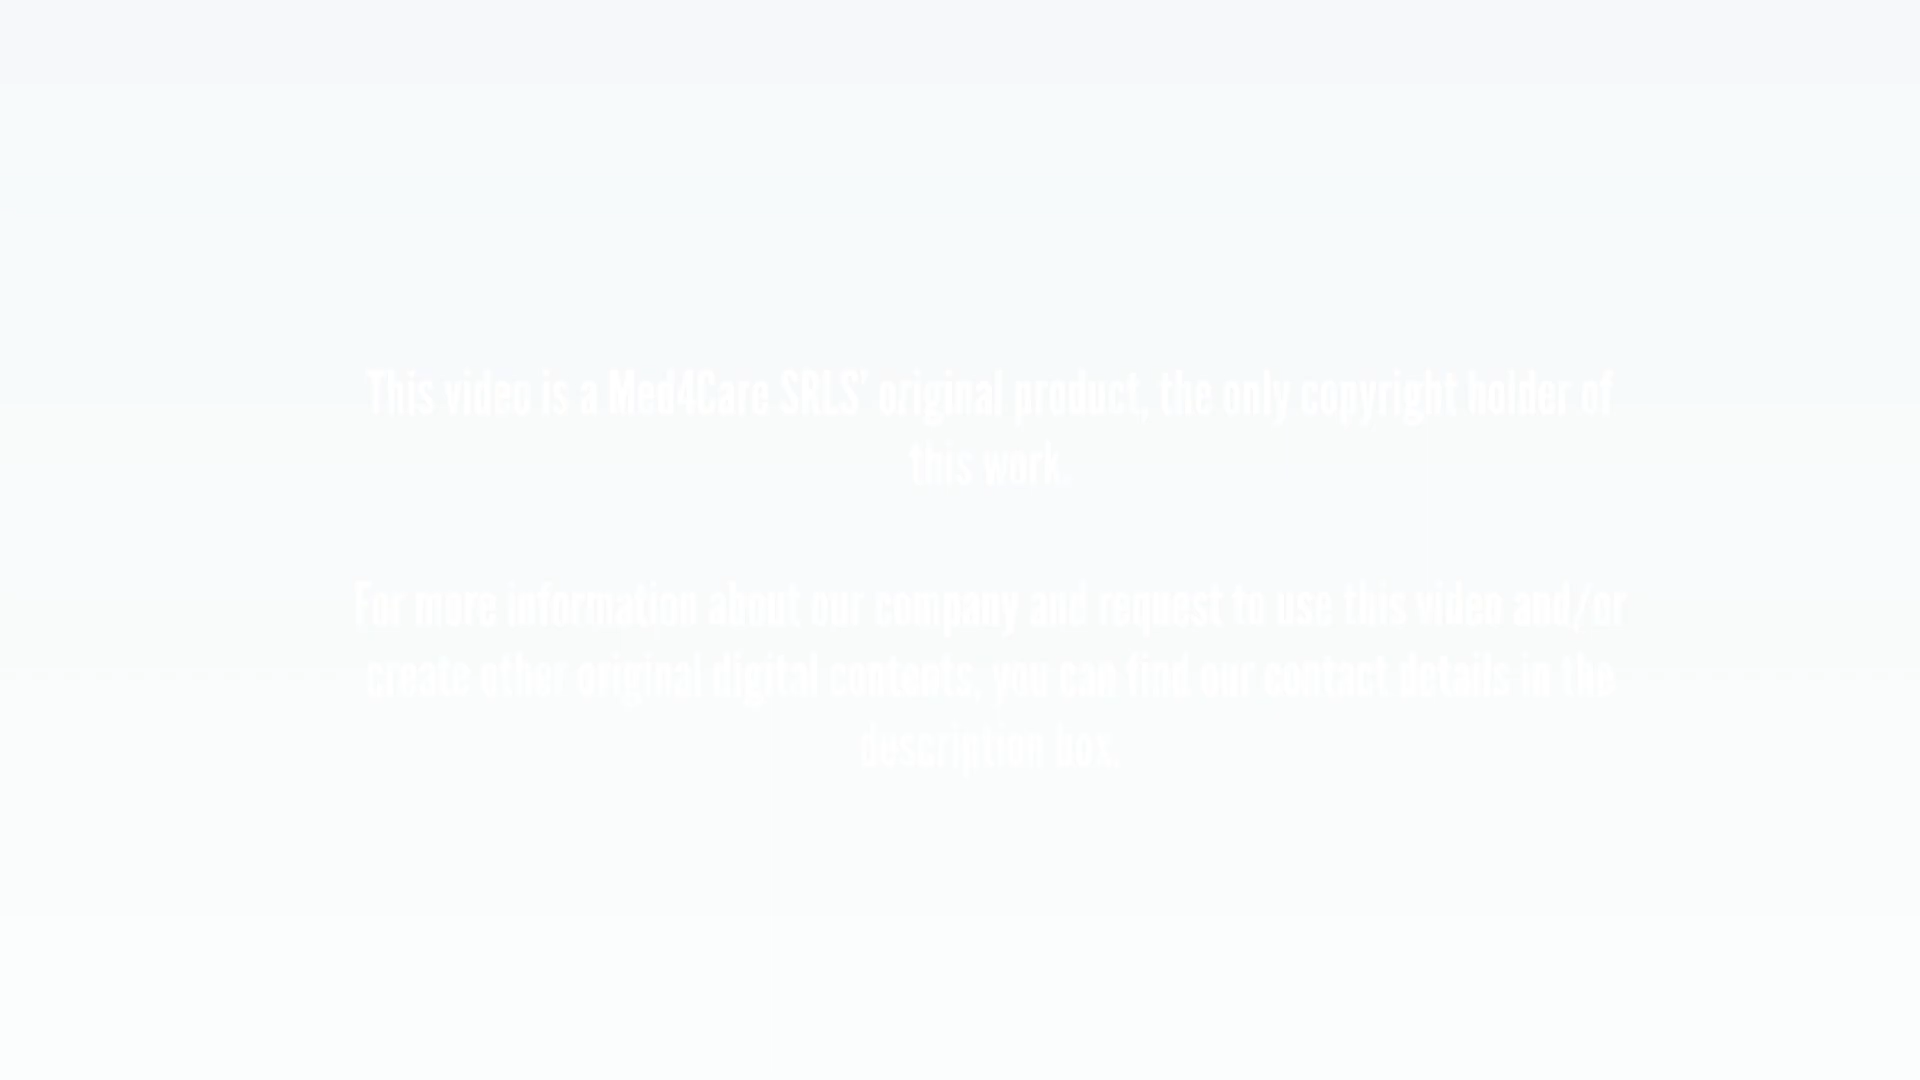 This video is a Med4Care SRLS' original product, the only copyright holder of
this work.
For more information about our company and request to use this video and/or
create other original digital contents, you can find our contact details in the
description box.